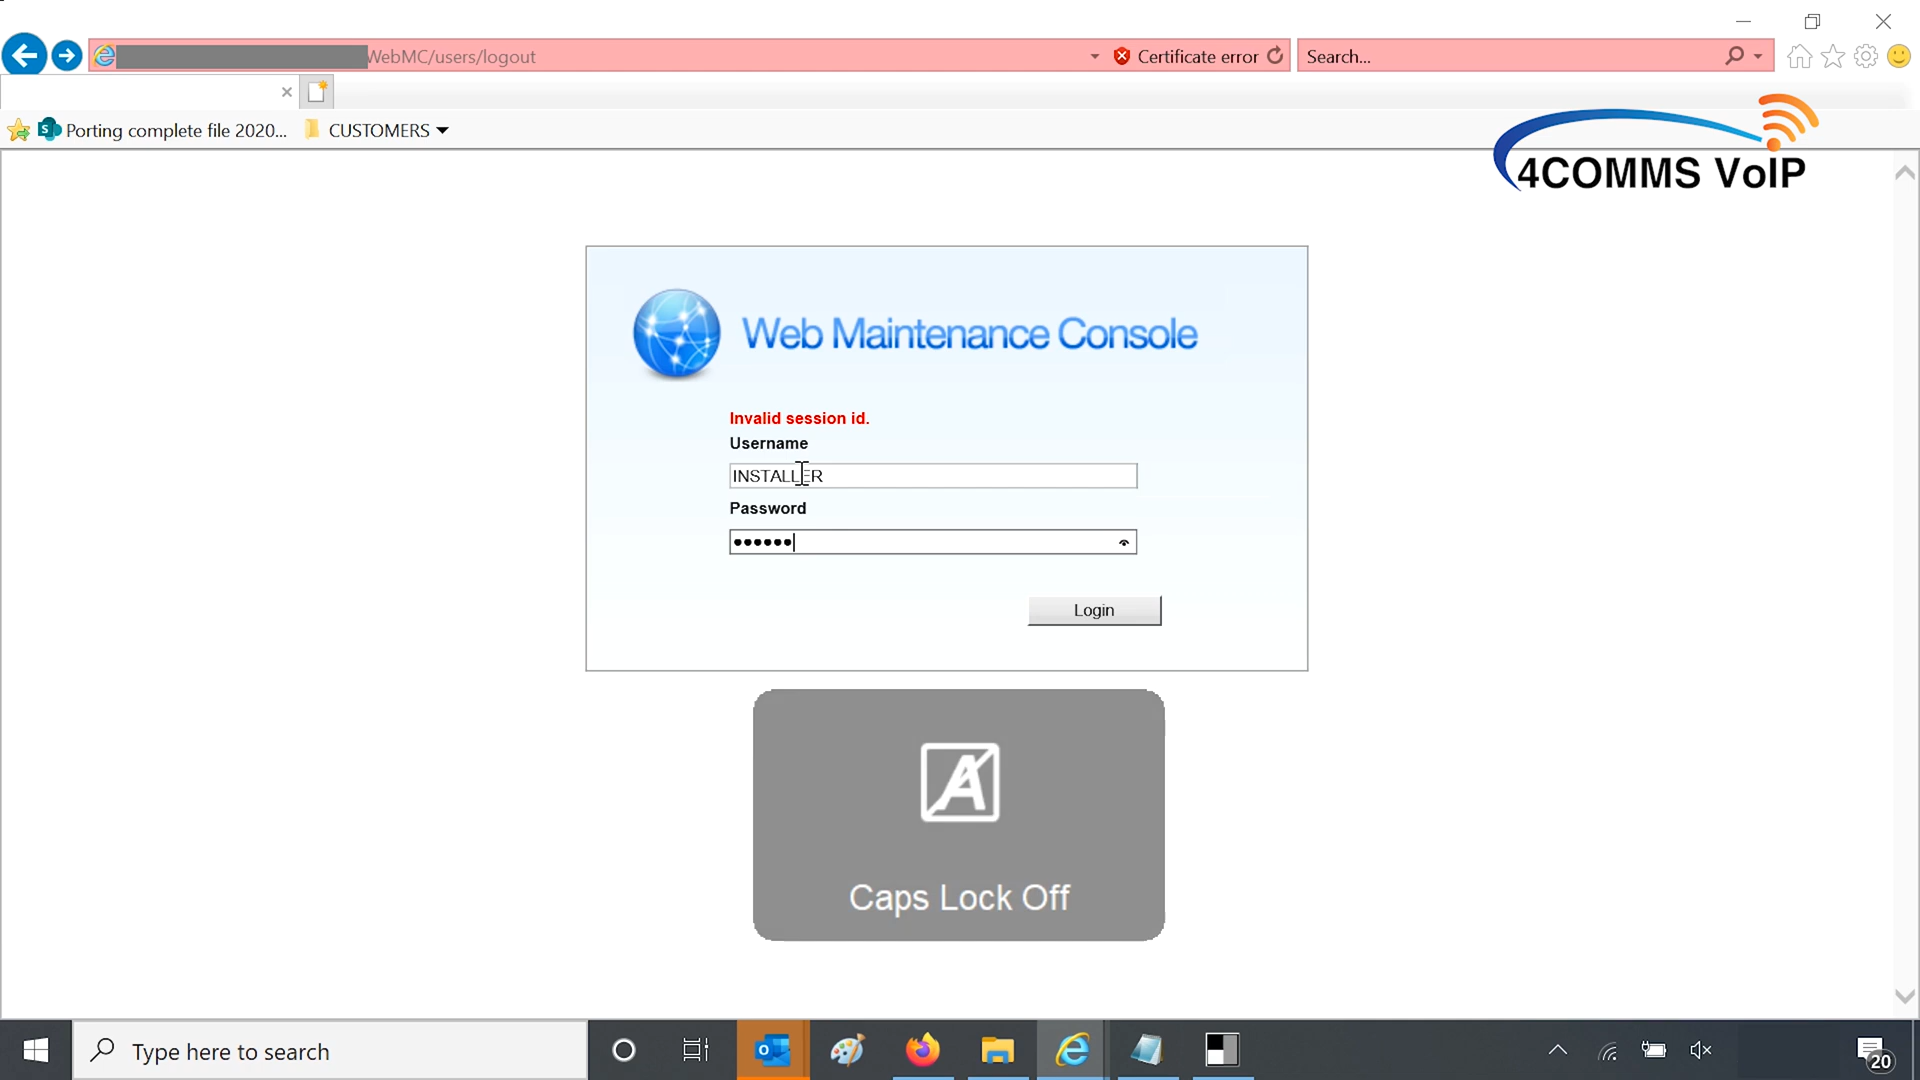 WebMC/users/logout
Certificate error
Search...
Porting complete file 2020...
CUSTOMERS
4COMMS VoIP
Web Maintenance Console
Invalid session id.
Username
INSTALLER
Password
Login
Caps Lock Off
Type here to search
20